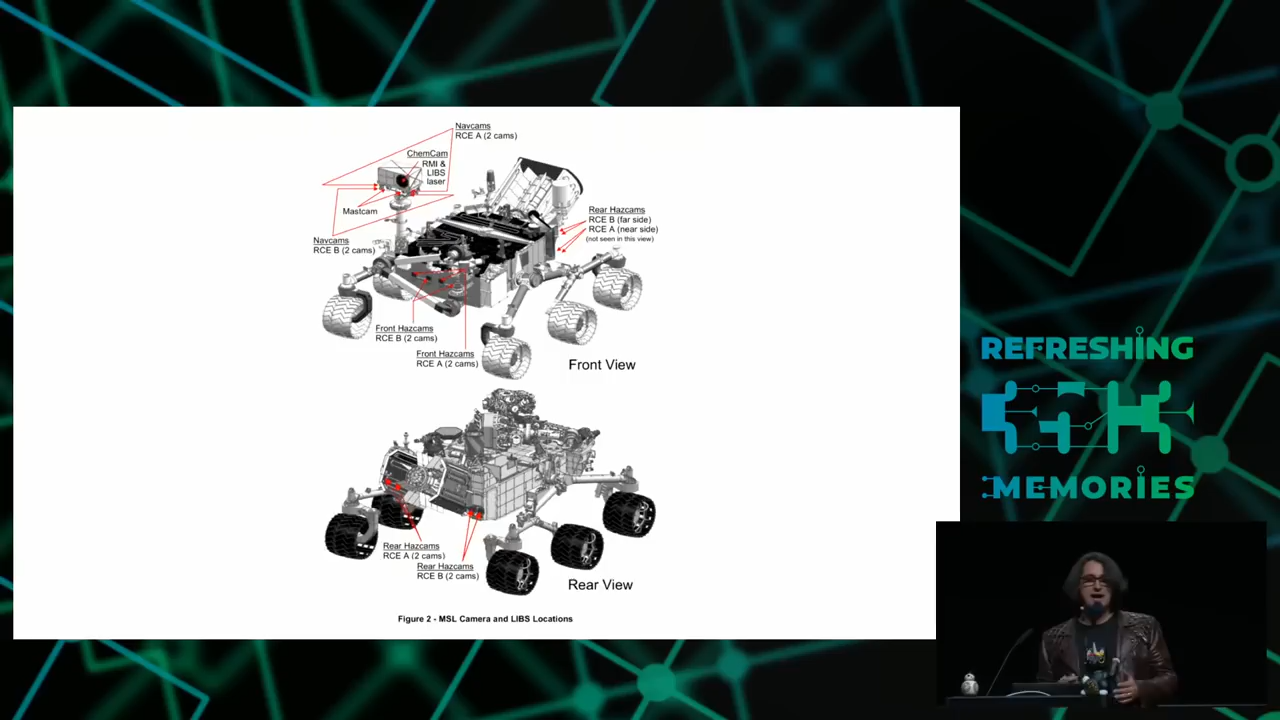 Navcams
RCE A (2 cams)
ChemCam
RMI &
LIBS
laser
Mastcam
Navcams
RCE B (2 cams)
Rear Hazcams
RCE B (far side)
RCE A (near side)
(not seen in this view)
Front Hazcams
RCE B (2 cams)
Front Hazcams
RCE A (2 cams)
Front View
Rear Hazcams
RCE A (2 cams)
Rear Hazcams
RCE B (2 cams)
Rear View
Figure 2 - MSL Camera and LIBS Locations
REFRESHING
MEMORIES